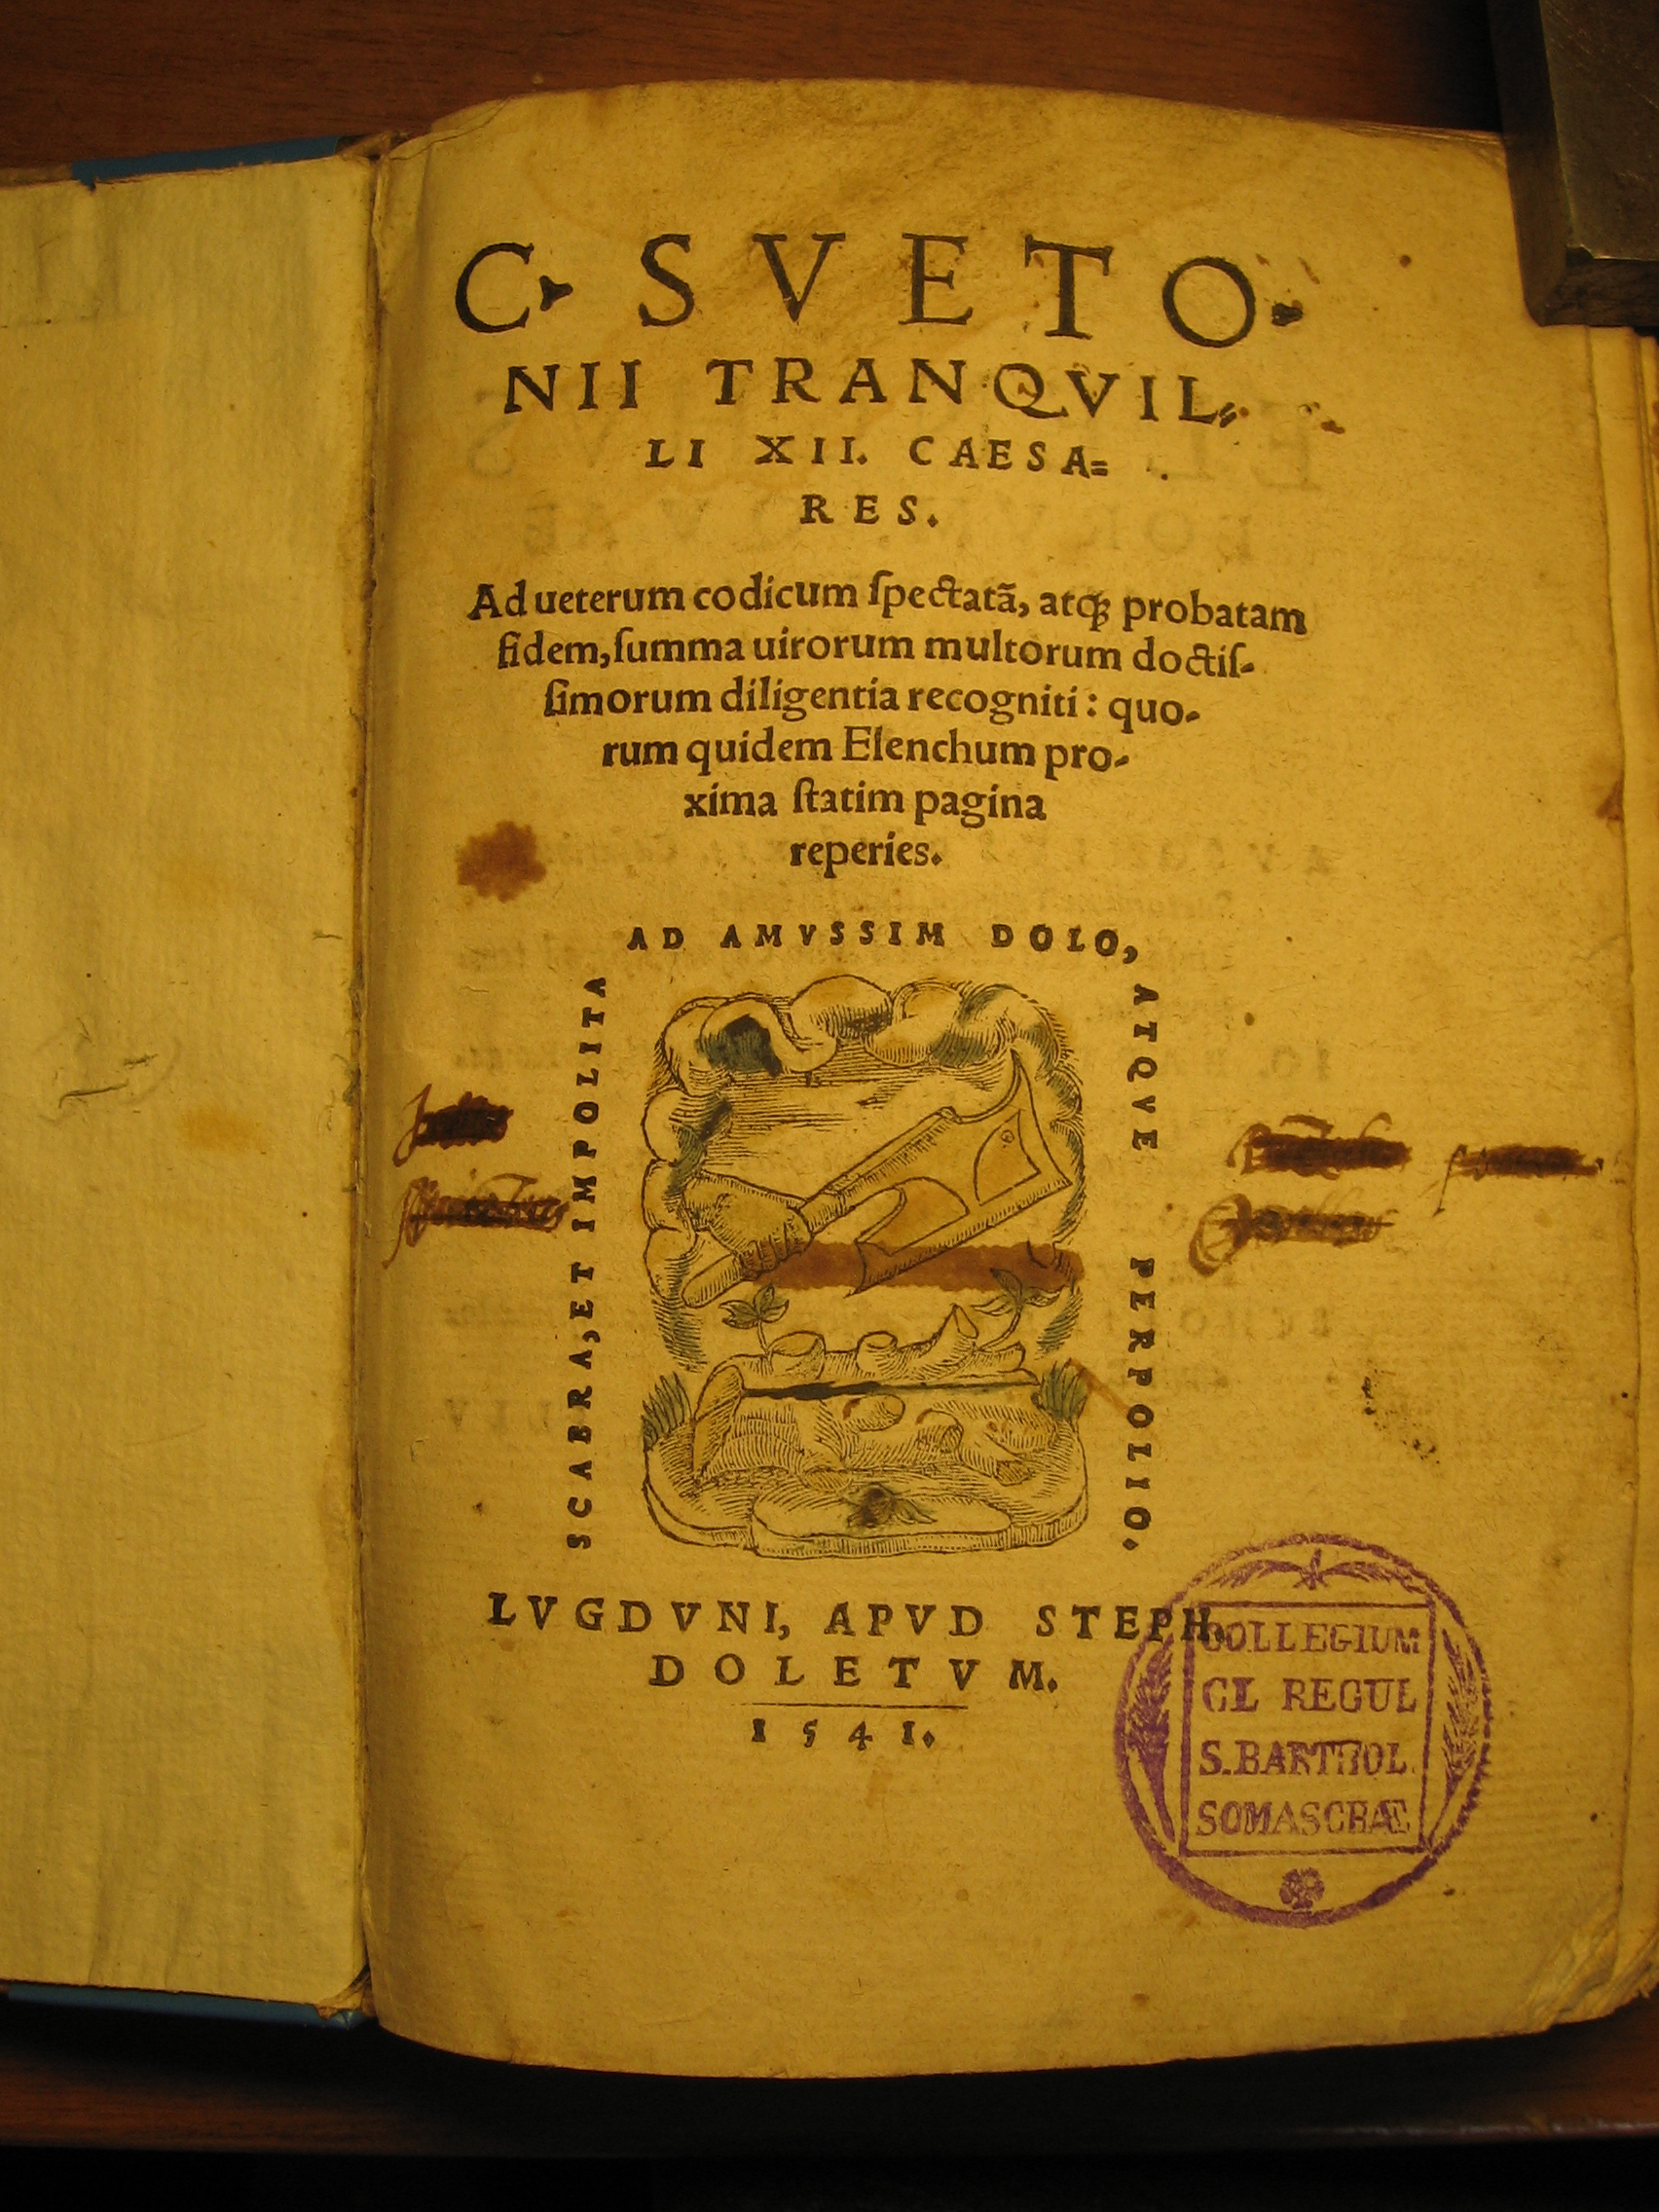 C. SVETO-
NII TRANQVIL-
LI XII. CAESA=
RES.
Ad ueterum codicum ſpectatã, atq́ꝫ probatam
fidem, ſumma uirorum multorum doctiſ-
ſimorum diligentia recogniti: quo-
rum quidem Elenchum pro-
xima ſtatim pagina
reperies.
SCABRA, ET IMPOLITA
AD AMVSSIM DOLO,
ATQVE PERPOLIO.
LVGDVNI, APVD STEPH.
DOLETVM.
1541.
COLLEGIUM
CL REGUL
S. BARTHOL.
SOMASCHÆ